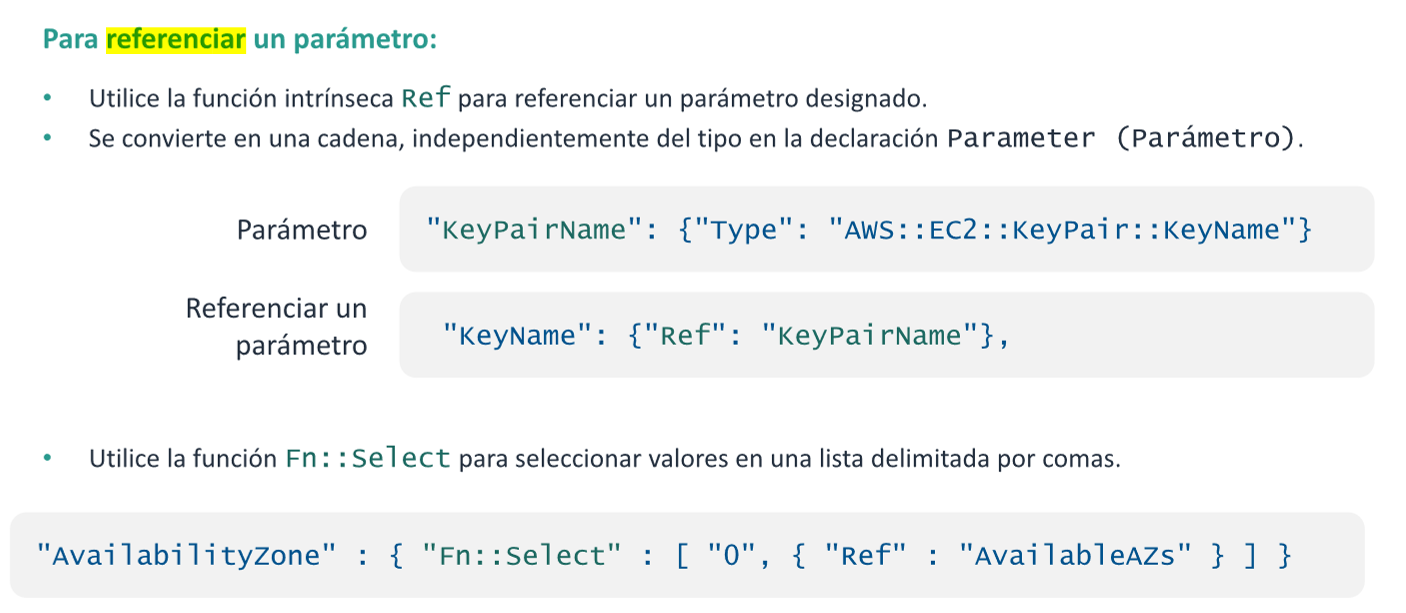 Para referenciar un parámetro:
• Utilice la función intrínseca Ref para referenciar un parámetro designado.
• Se convierte en una cadena, independientemente del tipo en la declaración Parameter (Parámetro).
Parámetro
"KeyPairName": {"Type": "AWS::EC2::KeyPair::KeyName"}
Referenciar un
parámetro
"KeyName": {"Ref": "KeyPairName"},
• Utilice la función Fn::Select para seleccionar valores en una lista delimitada por comas.
"AvailabilityZone" : { "Fn::Select" : [ "0", { "Ref" : "AvailableAZs" } ] }